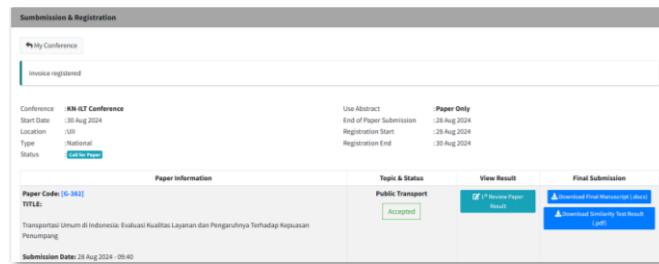 Sumbmission & Registration
My Conference
Invoice registered
Conference : KN-ILT Conference
Start Date : 30 Aug 2024
Location : UII
Type : National
Status : Call for Paper
Use Abstract : Paper Only
End of Paper Submission : 28 Aug 2024
Registration Start : 28 Aug 2024
Registration End : 30 Aug 2024
Paper Information Topic & Status View Result Final Submission
Paper Code: [G-382]
TITLE:
Transportasi Umum di Indonesia: Evaluasi Kualitas Layanan dan Pengaruhnya Terhadap Kepuasan
Penumpang
Submission Date: 28 Aug 2024 - 09:40
Public Transport
Accepted
1st Review Paper
Result
Download Final Manuscript (.docx)
Download Similarity Test Result
(.pdf)